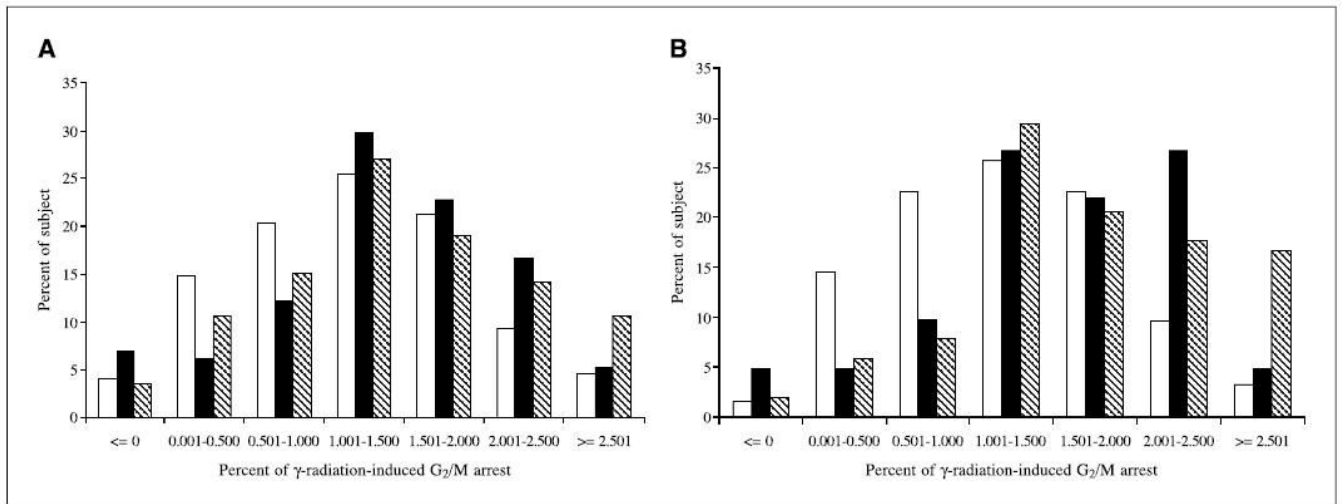 A
35
30
25
20
15
10
5
0
Percent of subject
<= 0 0.001-0.500 0.501-1.000 1.001-1.500 1.501-2.000 2.001-2.500 >= 2.501
Percent of γ-radiation-induced G₂/M arrest
B
35
30
25
20
15
10
5
0
Percent of subject
<= 0 0.001-0.500 0.501-1.000 1.001-1.500 1.501-2.000 2.001-2.500 >= 2.501
Percent of γ-radiation-induced G₂/M arrest